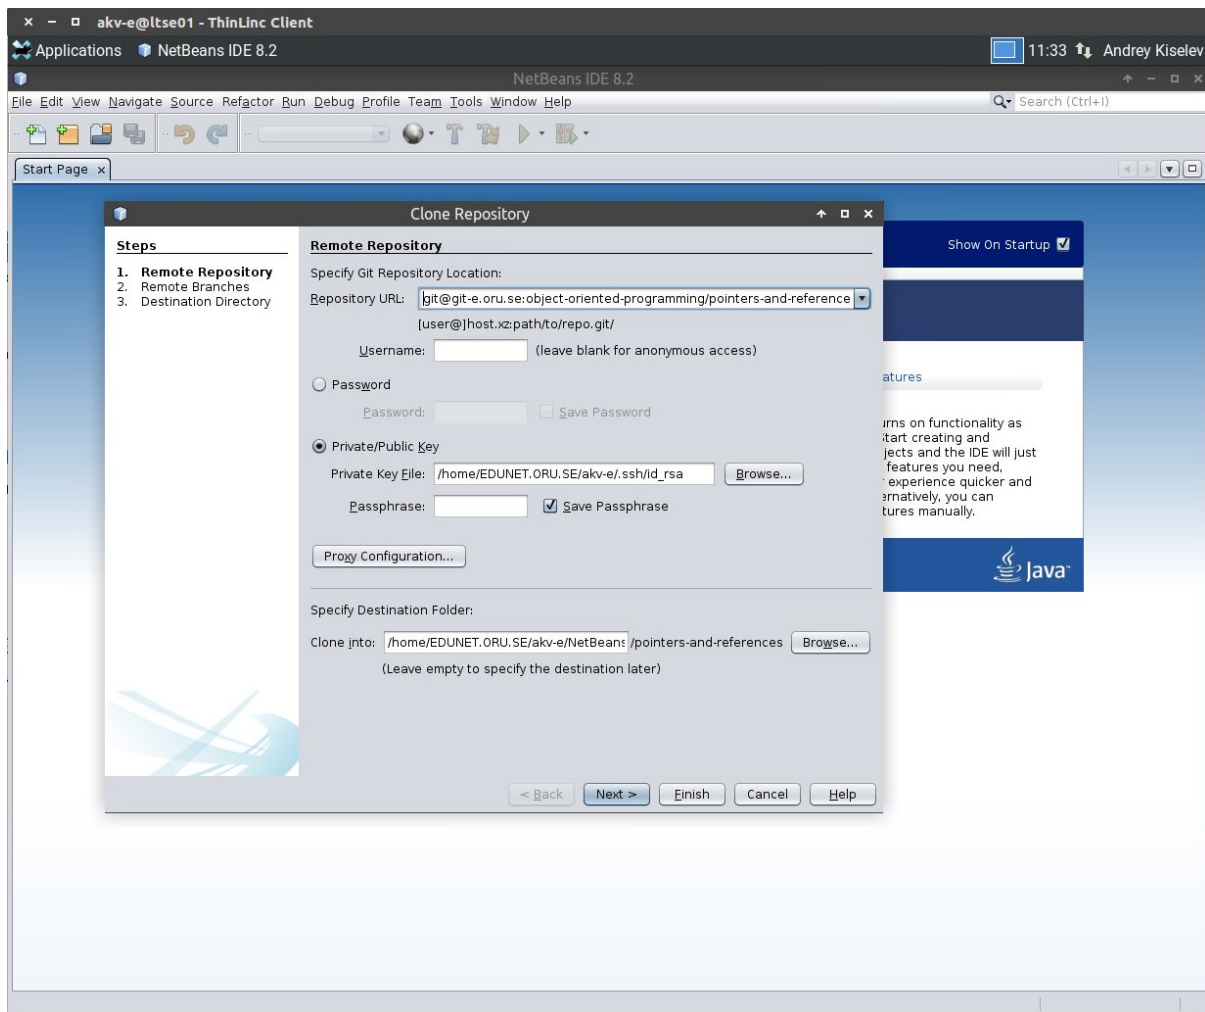 akv-e@ltse01 - ThinLinc Client
Applications NetBeans IDE 8.2 11:33 Andrey Kiselev
NetBeans IDE 8.2
File Edit View Navigate Source Refactor Run Debug Profile Team Tools Window Help Search (Ctrl+I)
Start Page
Clone Repository
Show On Startup
Steps
1. Remote Repository
2. Remote Branches
3. Destination Directory
Remote Repository
Specify Git Repository Location:
Repository URL: git@git-e.oru.se:object-oriented-programming/pointers-and-reference
[user@]host.xz:path/to/repo.git/
Username: (leave blank for anonymous access)
Password
Password: Save Password
Private/Public Key
Private Key File: /home/EDUNET.ORU.SE/akv-e/.ssh/id_rsa Browse...
Passphrase: Save Passphrase
Proxy Configuration...
Specify Destination Folder:
Clone into: /home/EDUNET.ORU.SE/akv-e/NetBeans /pointers-and-references Browse...
(Leave empty to specify the destination later)
< Back Next > Finish Cancel Help
atures
urns on functionality as
tart creating and
jects and the IDE will just
features you need,
experience quicker and
ernatively, you can
tures manually.
Java